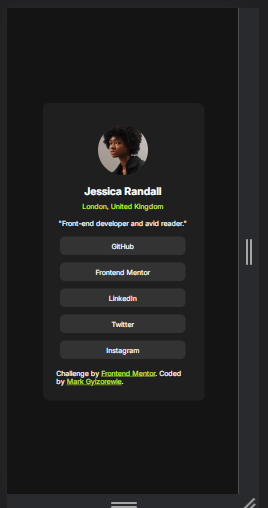 Jessica Randall
London, United Kingdom
"Front-end developer and avid reader."
GitHub
Frontend Mentor
LinkedIn
Twitter
Instagram
Challenge by Frontend Mentor. Coded
by Mark Gyizorewie.